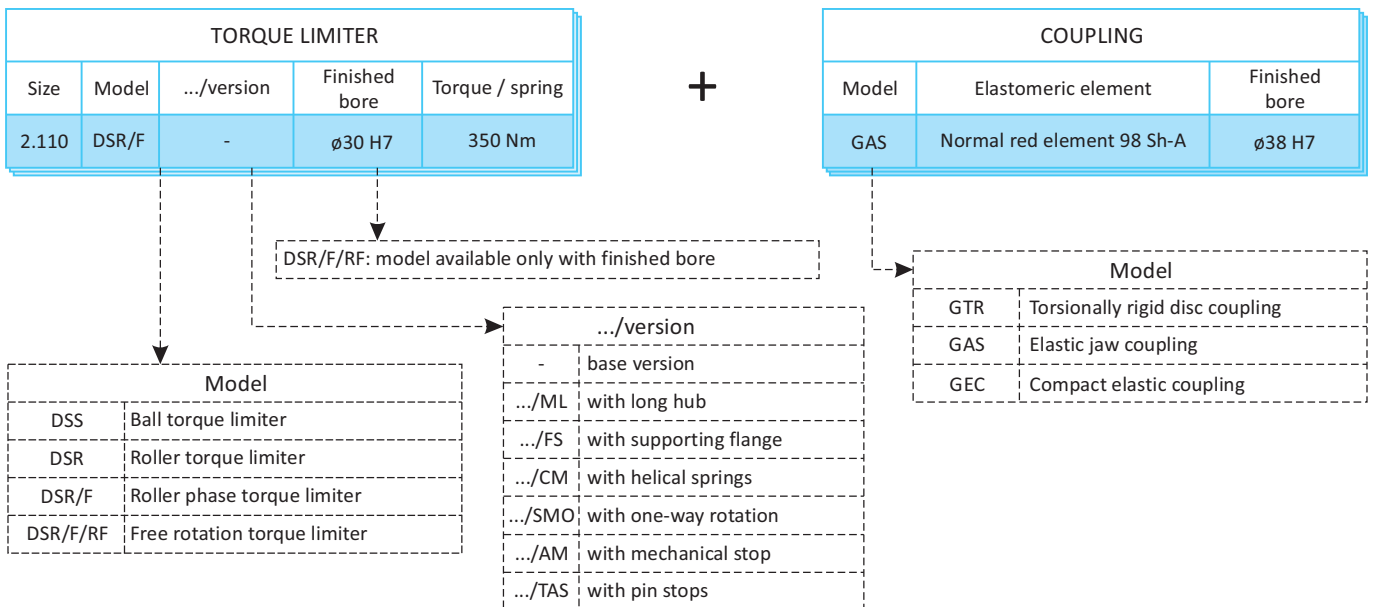 TORQUE LIMITER
Size Model .../version Finished bore Torque / spring
2.110 DSR/F - ø30 H7 350 Nm
+
COUPLING
Model Elastomeric element Finished bore
GAS Normal red element 98 Sh-A ø38 H7
DSR/F/RF: model available only with finished bore
Model
GTR Torsionally rigid disc coupling
GAS Elastic jaw coupling
GEC Compact elastic coupling
.../version
- base version
.../ML with long hub
.../FS with supporting flange
.../CM with helical springs
.../SMO with one-way rotation
.../AM with mechanical stop
.../TAS with pin stops
Model
DSS Ball torque limiter
DSR Roller torque limiter
DSR/F Roller phase torque limiter
DSR/F/RF Free rotation torque limiter